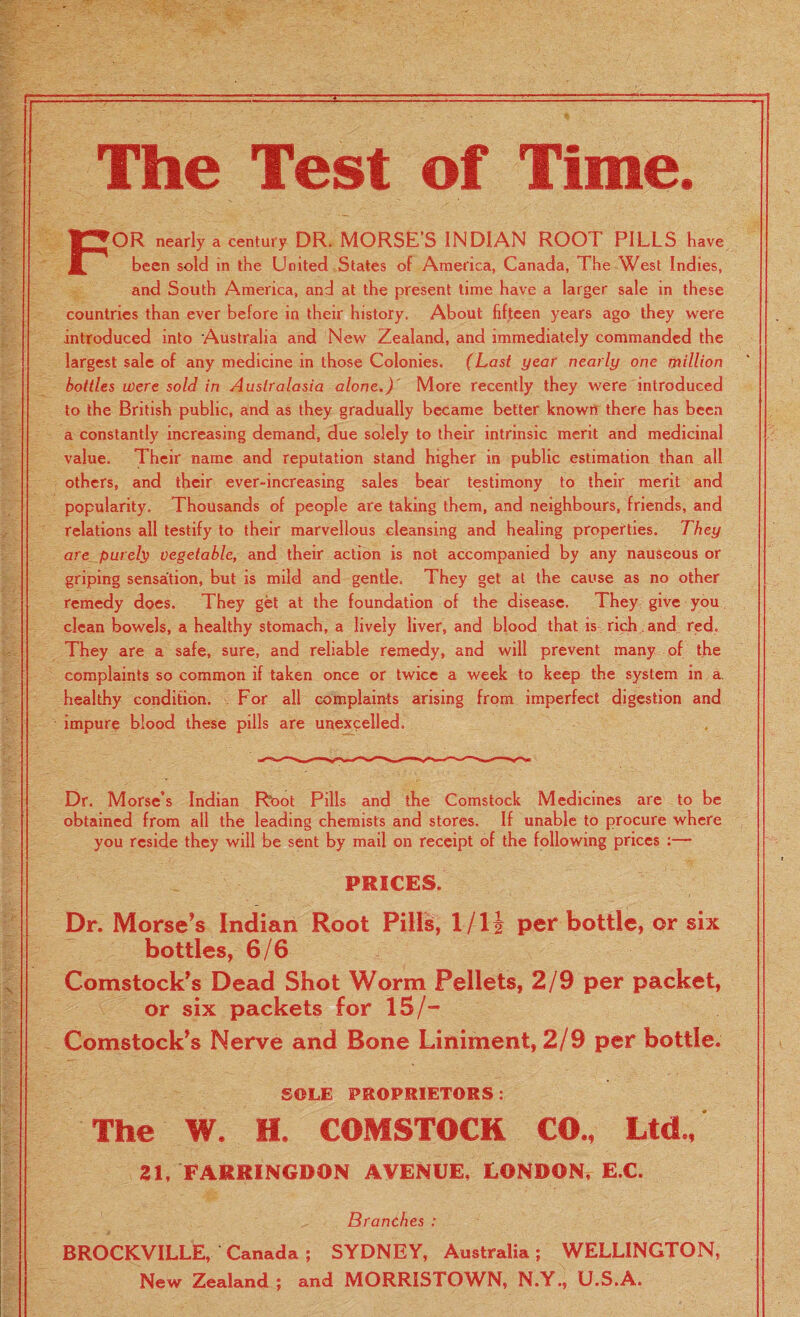 The Test of Time.
FOR nearly a century DR. MORSE'S INDIAN ROOT PILLS have
been sold in the United States of America, Canada, The West Indies,
and South America, and at the present time have a larger sale in these
countries than ever before in their history. About fifteen years ago they were
introduced into Australia and New Zealand, and immediately commanded the
largest sale of any medicine in those Colonies. (Last year nearly one million
bottles were sold in Australasia alone.) More recently they were introduced
to the British public, and as they gradually became better known there has been
a constantly increasing demand, due solely to their intrinsic merit and medicinal
value. Their name and reputation stand higher in public estimation than all
others, and their ever-increasing sales bear testimony to their merit and
popularity. Thousands of people are taking them, and neighbours, friends, and
relations all testify to their marvellous cleansing and healing properties. They
are purely vegetable, and their action is not accompanied by any nauseous or
griping sensation, but is mild and gentle. They get at the cause as no other
remedy does. They get at the foundation of the disease. They give you
clean bowels, a healthy stomach, a lively liver, and blood that is rich and red.
They are a safe, sure, and reliable remedy, and will prevent many of the
complaints so common if taken once or twice a week to keep the system in a
healthy condition. For all complaints arising from imperfect digestion and
impure blood these pills are unexcelled.
Dr. Morse's Indian Root Pills and the Comstock Medicines are to be
obtained from all the leading chemists and stores. If unable to procure where
you reside they will be sent by mail on receipt of the following prices :—
PRICES.
Dr. Morse's Indian Root Pills, 1/1½ per bottle, or six
bottles, 6/6
Comstock's Dead Shot Worm Pellets, 2/9 per packet,
or six packets for 15/-
Comstock's Nerve and Bone Liniment, 2/9 per bottle.
SOLE PROPRIETORS:
The W. H. COMSTOCK CO., Ltd.,
21, FARRINGDON AVENUE, LONDON, E.C.
Branches :
BROCKVILLE, Canada ; SYDNEY, Australia ; WELLINGTON,
New Zealand ; and MORRISTOWN, N.Y., U.S.A.